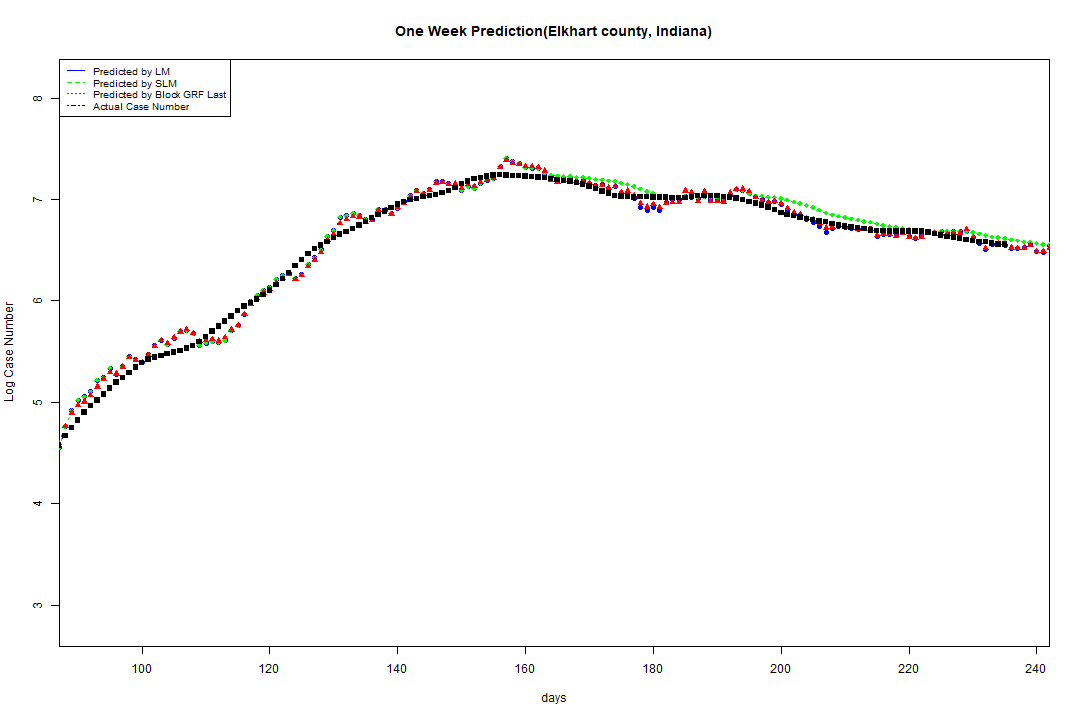 One Week Prediction(Elkhart county, Indiana)
Predicted by LM
Predicted by SLM
Predicted by Block GRF Last
Actual Case Number
8
7
6
5
4
3
Log Case Number
100 120 140 160 180 200 220 240
days